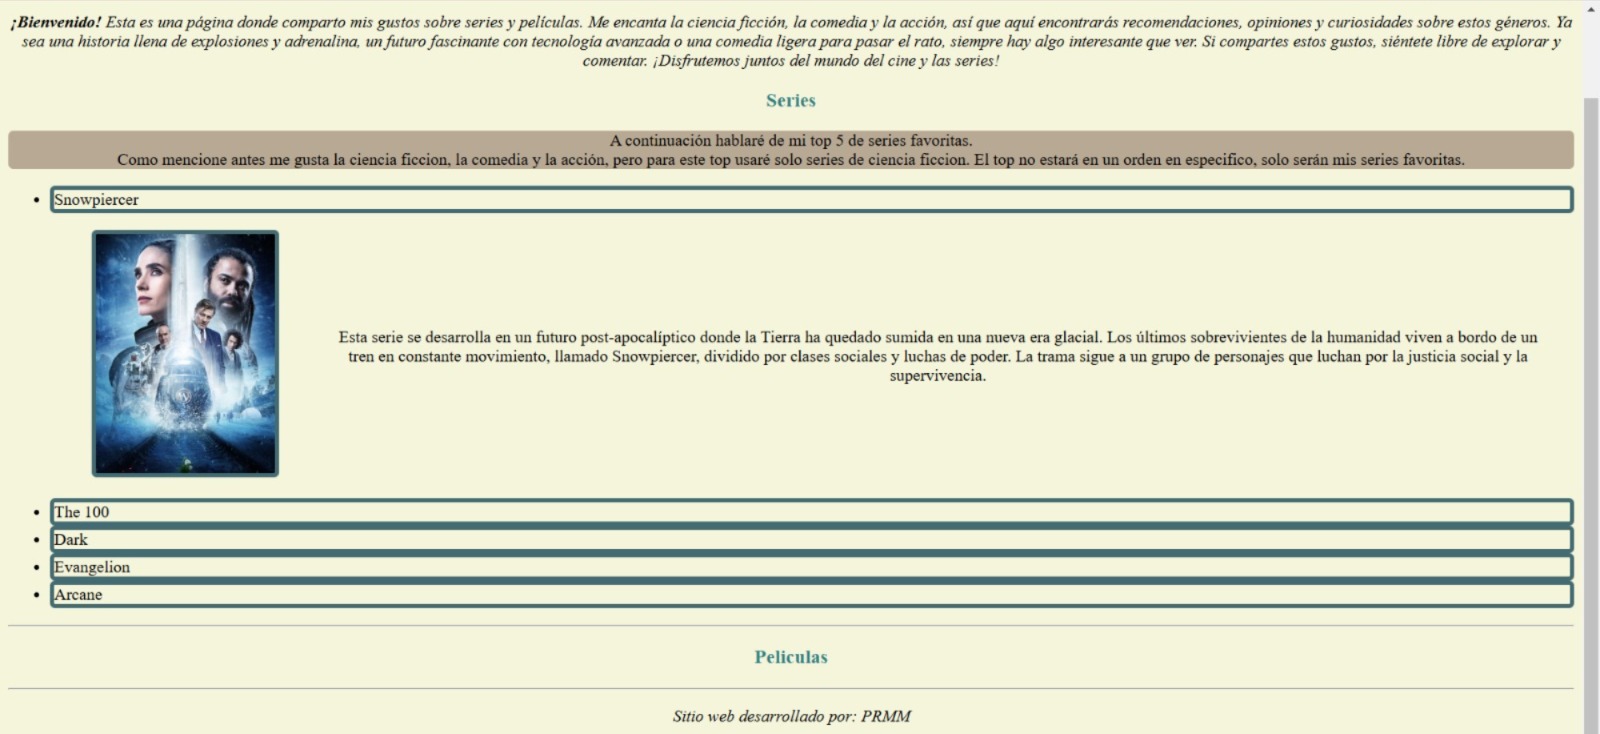 ¡Bienvenido! Esta es una página donde comparto mis gustos sobre series y películas. Me encanta la ciencia ficción, la comedia y la acción, así que aquí encontrarás recomendaciones, opiniones y curiosidades sobre estos géneros. Ya
sea una historia llena de explosiones y adrenalina, un futuro fascinante con tecnología avanzada o una comedia ligera para pasar el rato, siempre hay algo interesante que ver. Si compartes estos gustos, siéntete libre de explorar y
comentar. ¡Disfrutemos juntos del mundo del cine y las series!
Series
A continuación hablaré de mi top 5 de series favoritas.
Como mencione antes me gusta la ciencia ficcion, la comedia y la acción, pero para este top usaré solo series de ciencia ficcion. El top no estará en un orden en especifico, solo serán mis series favoritas.
Snowpiercer
Esta serie se desarrolla en un futuro post-apocalíptico donde la Tierra ha quedado sumida en una nueva era glacial. Los últimos sobrevivientes de la humanidad viven a bordo de un
tren en constante movimiento, llamado Snowpiercer, dividido por clases sociales y luchas de poder. La trama sigue a un grupo de personajes que luchan por la justicia social y la
supervivencia.
The 100
Dark
Evangelion
Arcane
Peliculas
Sitio web desarrollado por: PRMM